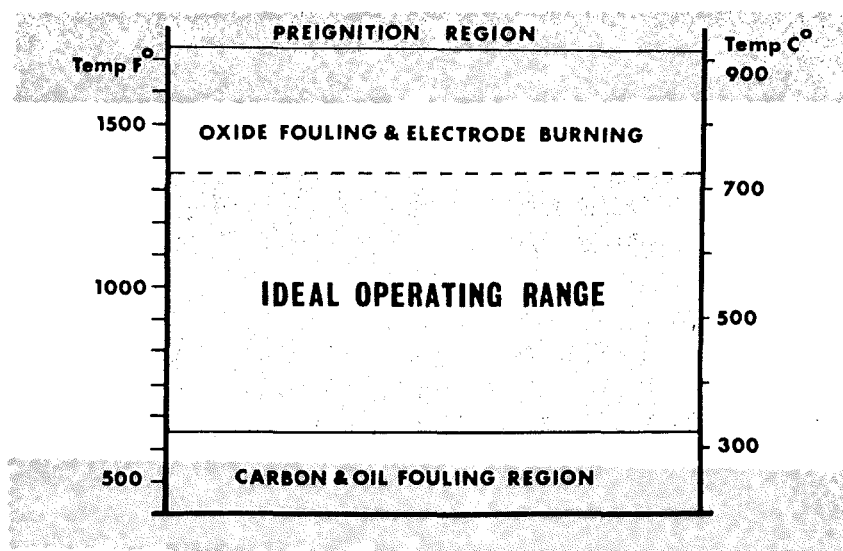 PREIGNITION REGION
Temp F°
Temp C°
900
1500
OXIDE FOULING & ELECTRODE BURNING
700
1000
IDEAL OPERATING RANGE
500
300
500
CARBON & OIL FOULING REGION